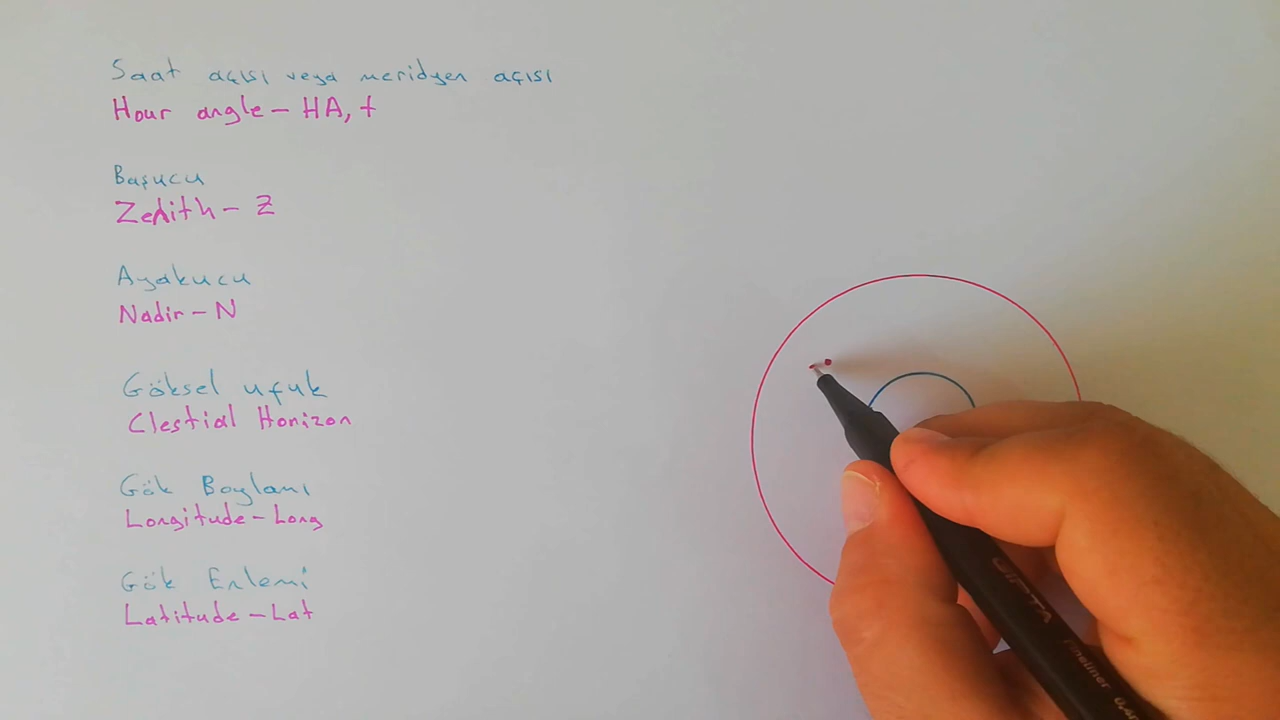 Saat açısı veya meridyen açısı
Hour angle - HA, t
Başucu
Zenith - Z
Ayakucu
Nadir - N
Göksel ufuk
Clestial Horizon
Gök Boylamı
Longitude - Long
Gök Enlemi
Latitude - Lat
fineliner